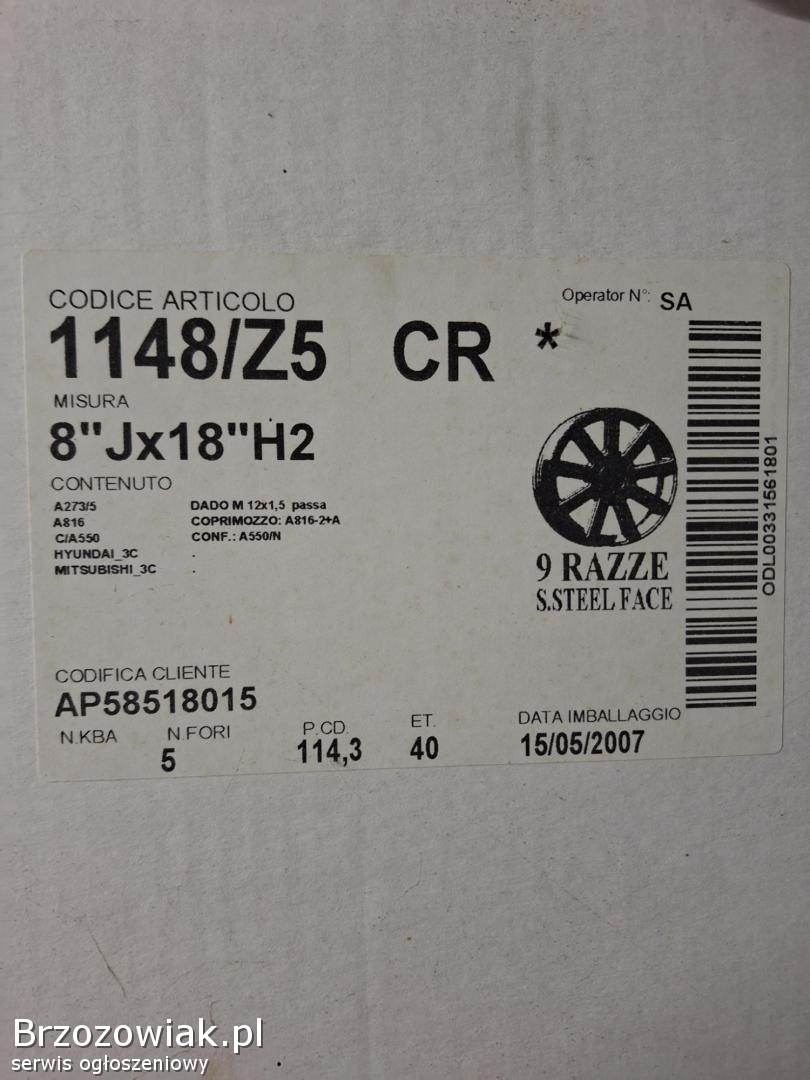 CODICE ARTICOLO
Operator N°: SA
1148/Z5 CR *
MISURA
8"Jx18"H2
CONTENUTO
A273/5 DADO M 12x1,5 passa
A816 COPRIMOZZO: A816-2+A
C/A550 CONF.: A550/N
HYUNDAI_3C .
MITSUBISHI_3C .
9 RAZZE
S.STEEL FACE
ODL00331561801
CODIFICA CLIENTE
AP58518015
N.KBA N.FORI P.CD. ET. DATA IMBALLAGGIO
5 114,3 40 15/05/2007
Brzozowiak.pl
serwis ogłoszeniowy